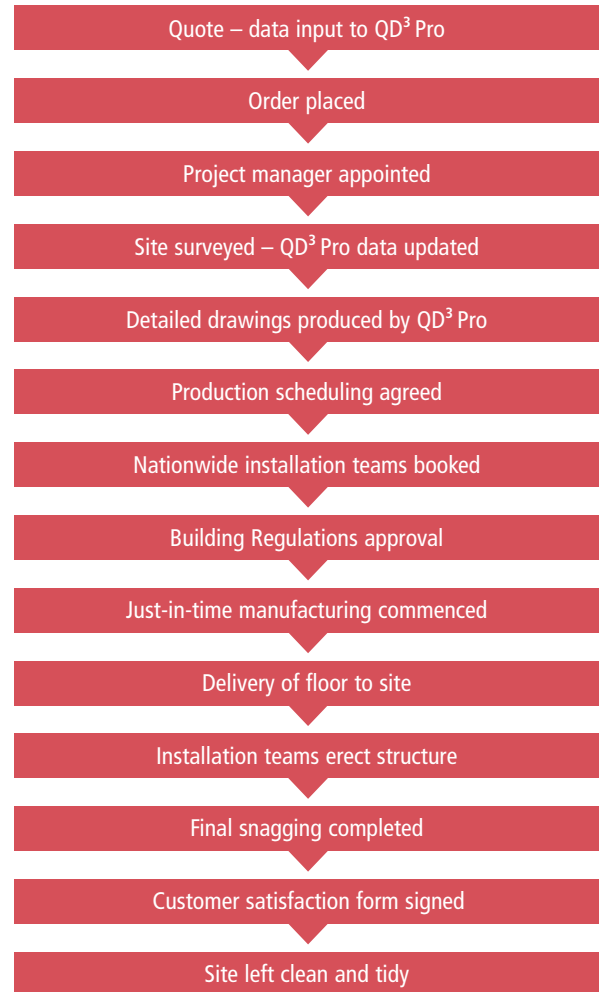 Quote – data input to QD³ Pro
Order placed
Project manager appointed
Site surveyed – QD³ Pro data updated
Detailed drawings produced by QD³ Pro
Production scheduling agreed
Nationwide installation teams booked
Building Regulations approval
Just-in-time manufacturing commenced
Delivery of floor to site
Installation teams erect structure
Final snagging completed
Customer satisfaction form signed
Site left clean and tidy